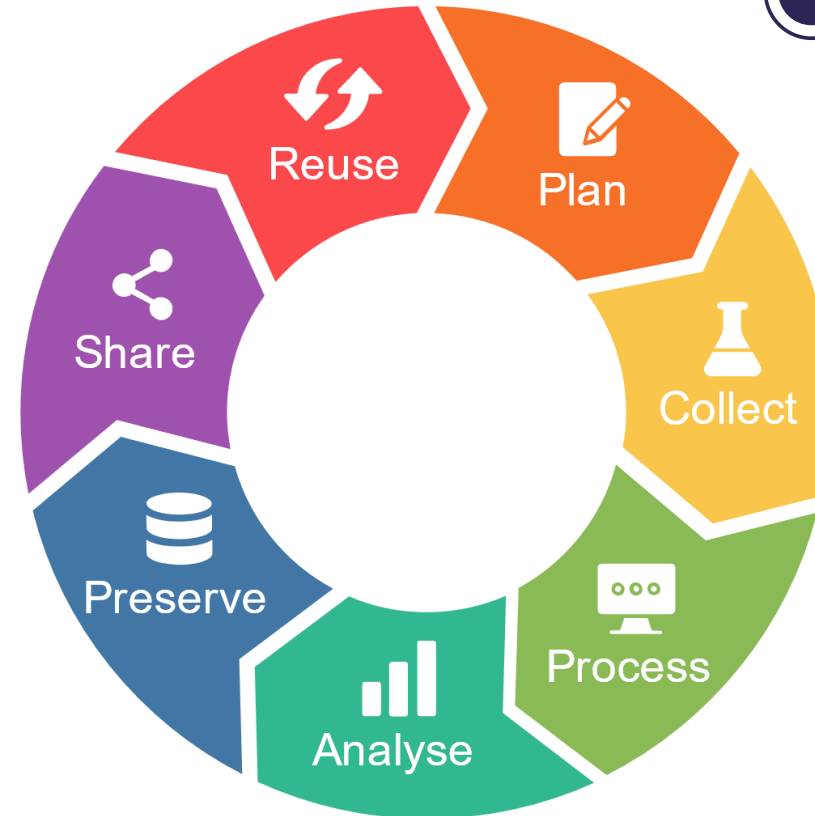 Plan
Collect
Process
Analyse
Preserve
Share
Reuse